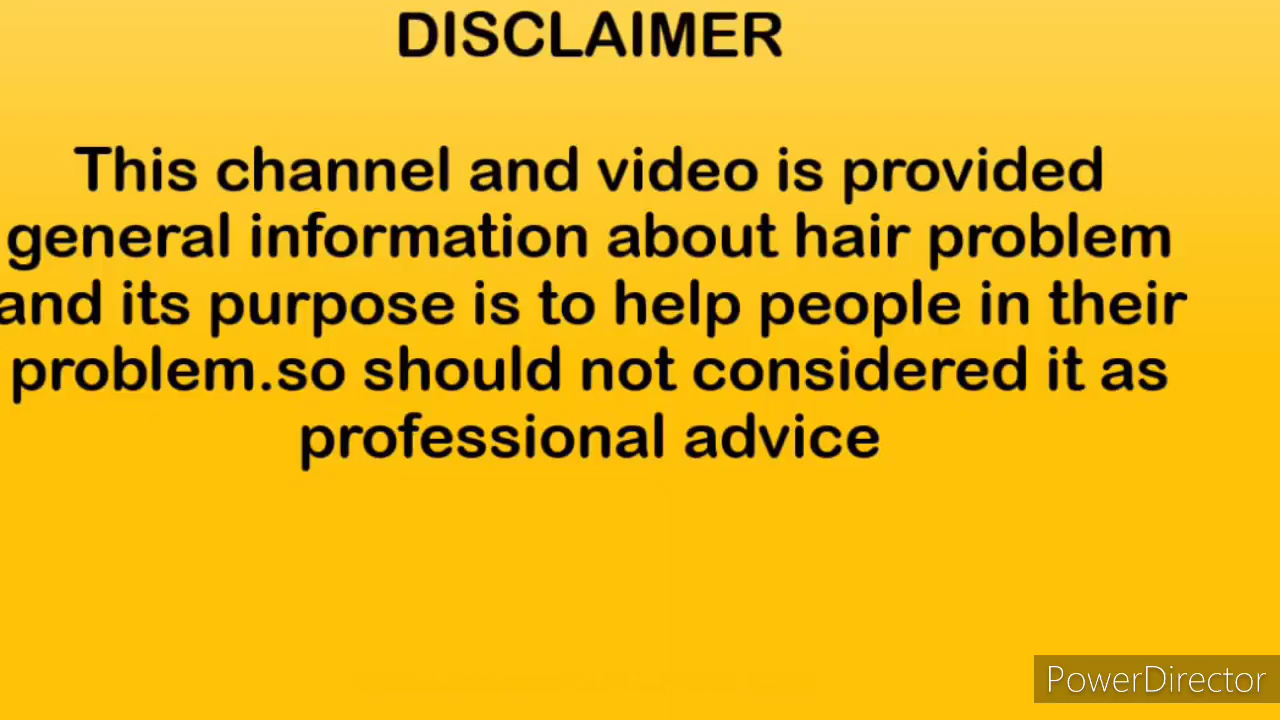 DISCLAIMER
This channel and video is provided
general information about hair problem
and its purpose is to help people in their
problem.so should not considered it as
professional advice
PowerDirector